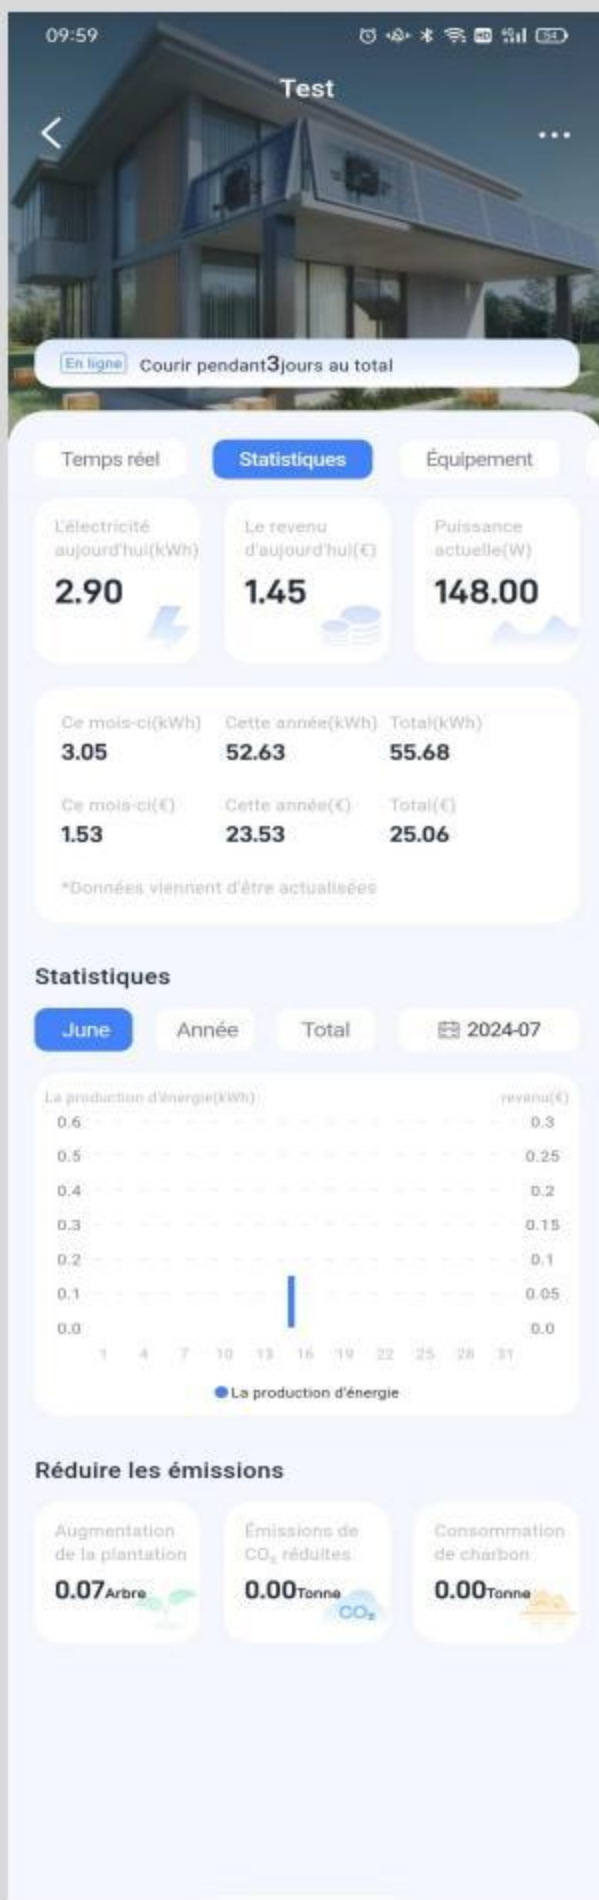 09:59
54
Test
En ligne Courir pendant3jours au total
Temps réel Statistiques Équipement
L'électricité Le revenu Puissance
aujourd'hui(kWh) d'aujourd'hui(€) actuelle(W)
2.90 1.45 148.00
Ce mois-ci(kWh) Cette année(kWh) Total(kWh)
3.05 52.63 55.68
Ce mois-ci(€) Cette année(€) Total(€)
1.53 23.53 25.06
*Données viennent d'être actualisées
Statistiques
June Année Total 2024-07
La production d'énergie(kWh) revenu(€)
0.6 0.3
0.5 0.25
0.4 0.2
0.3 0.15
0.2 0.1
0.1 0.05
0.0 0.0
1 4 7 10 13 16 19 22 25 28 31
La production d'énergie
Réduire les émissions
Augmentation Émissions de Consommation
de la plantation CO₂ réduites de charbon
0.07Arbre 0.00Tonne 0.00Tonne
CO₂